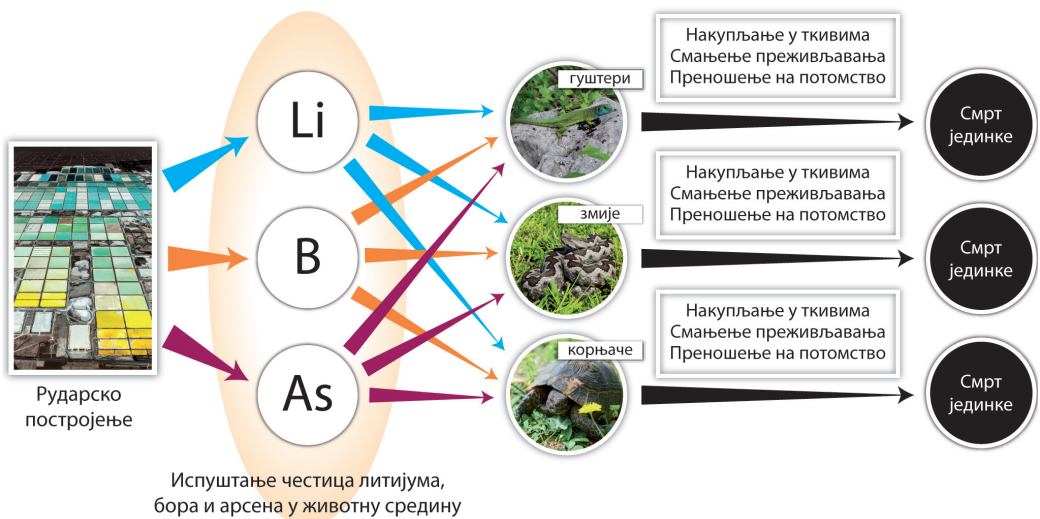 Рударско
постројење
Li
B
As
Испуштање честица литијума,
бора и арсена у животну средину
гуштери
Накупљање у ткивима
Смањење преживљавања
Преношење на потомство
Смрт
јединке
змије
Накупљање у ткивима
Смањење преживљавања
Преношење на потомство
Смрт
јединке
корњаче
Накупљање у ткивима
Смањење преживљавања
Преношење на потомство
Смрт
јединке